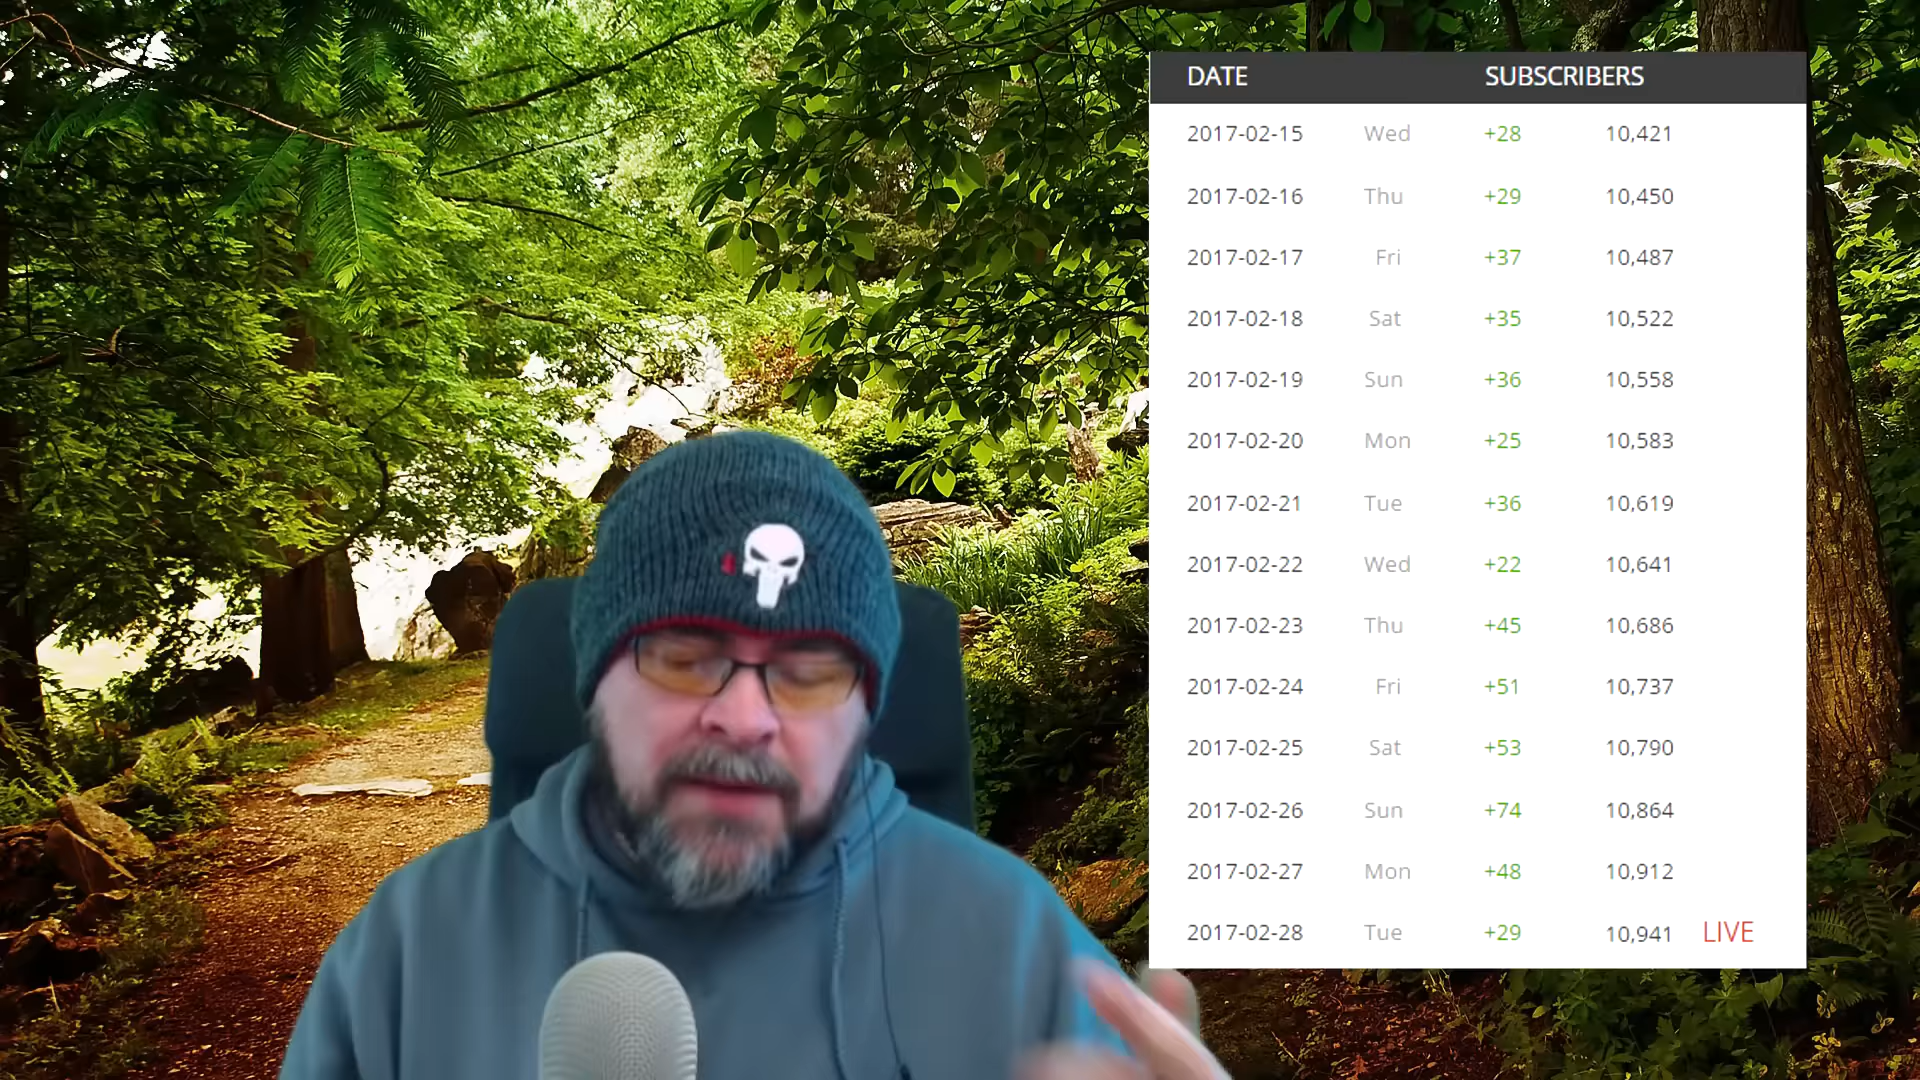 DATE SUBSCRIBERS
2017-02-15 Wed +28 10,421
2017-02-16 Thu +29 10,450
2017-02-17 Fri +37 10,487
2017-02-18 Sat +35 10,522
2017-02-19 Sun +36 10,558
2017-02-20 Mon +25 10,583
2017-02-21 Tue +36 10,619
2017-02-22 Wed +22 10,641
2017-02-23 Thu +45 10,686
2017-02-24 Fri +51 10,737
2017-02-25 Sat +53 10,790
2017-02-26 Sun +74 10,864
2017-02-27 Mon +48 10,912
2017-02-28 Tue +29 10,941 LIVE